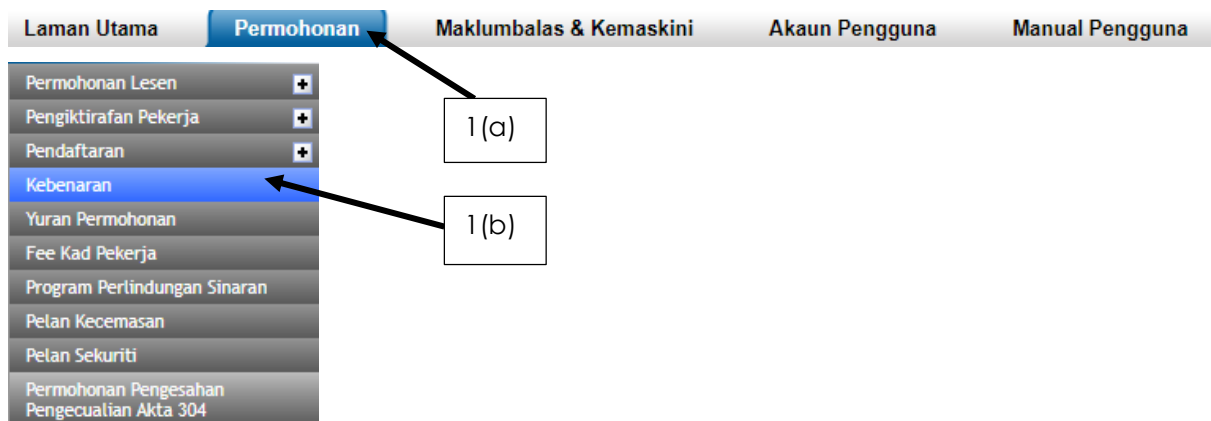 Laman Utama Permohonan Maklumbalas & Kemaskini Akaun Pengguna Manual Pengguna
Permohonan Lesen
Pengiktirafan Pekerja
Pendaftaran
Kebenaran
Yuran Permohonan
Fee Kad Pekerja
Program Perlindungan Sinaran
Pelan Kecemasan
Pelan Sekuriti
Permohonan Pengesahan
Pengecualian Akta 304
1(a)
1(b)